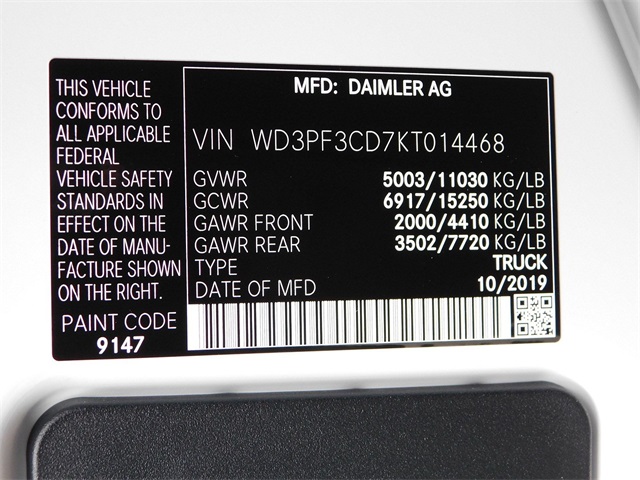 THIS VEHICLE
CONFORMS TO
ALL APPLICABLE
FEDERAL
VEHICLE SAFETY
STANDARDS IN
EFFECT ON THE
DATE OF MANU-
FACTURE SHOWN
ON THE RIGHT.
PAINT CODE
9147
MFD: DAIMLER AG
VIN WD3PF3CD7KT014468
GVWR 5003/11030 KG/LB
GCWR 6917/15250 KG/LB
GAWR FRONT 2000/4410 KG/LB
GAWR REAR 3502/7720 KG/LB
TYPE TRUCK
DATE OF MFD 10/2019